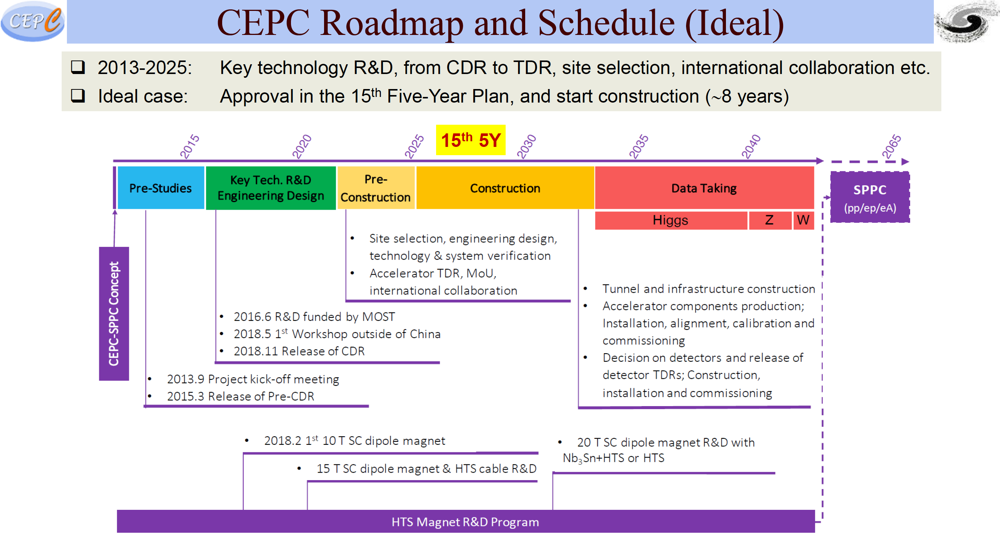 CEPC
CEPC Roadmap and Schedule (Ideal)
2013-2025: Key technology R&D, from CDR to TDR, site selection, international collaboration etc.
Ideal case: Approval in the 15th Five-Year Plan, and start construction (~8 years)
2015
2020
2025
15th 5Y
2030
2035
2040
2065
Pre-Studies
Key Tech. R&D
Engineering Design
Pre-
Construction
Construction
Data Taking
Higgs
Z
W
SPPC
(pp/ep/eA)
CEPC-SPPC Concept
• Site selection, engineering design,
technology & system verification
• Accelerator TDR, MoU,
international collaboration
• 2016.6 R&D funded by MOST
• 2018.5 1st Workshop outside of China
• 2018.11 Release of CDR
• 2013.9 Project kick-off meeting
• 2015.3 Release of Pre-CDR
• Tunnel and infrastructure construction
• Accelerator components production;
Installation, alignment, calibration and
commissioning
• Decision on detectors and release of
detector TDRs; Construction,
installation and commissioning
• 2018.2 1st 10 T SC dipole magnet
• 15 T SC dipole magnet & HTS cable R&D
• 20 T SC dipole magnet R&D with
Nb3Sn+HTS or HTS
HTS Magnet R&D Program